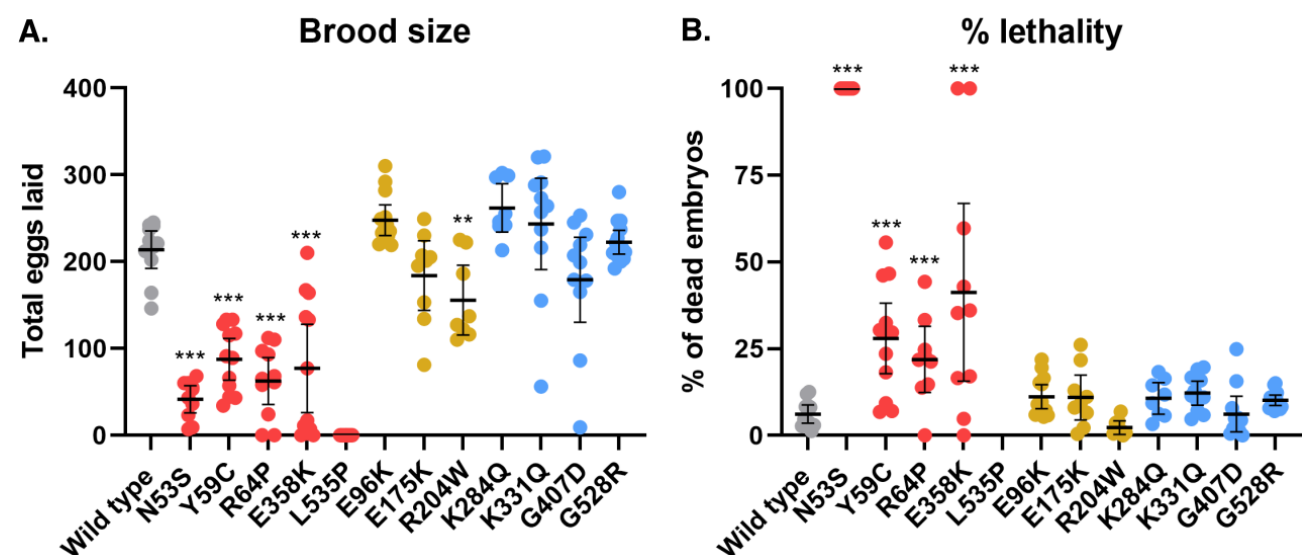 A.
Brood size
Total eggs laid
400
300
200
100
0
***
***
***
***
**
Wild type
N53S
Y59C
R64P
E358K
L535P
E96K
E175K
R204W
K284Q
K331Q
G407D
G528R
B.
% lethality
% of dead embryos
100
75
50
25
0
***
***
***
***
Wild type
N53S
Y59C
R64P
E358K
L535P
E96K
E175K
R204W
K284Q
K331Q
G407D
G528R